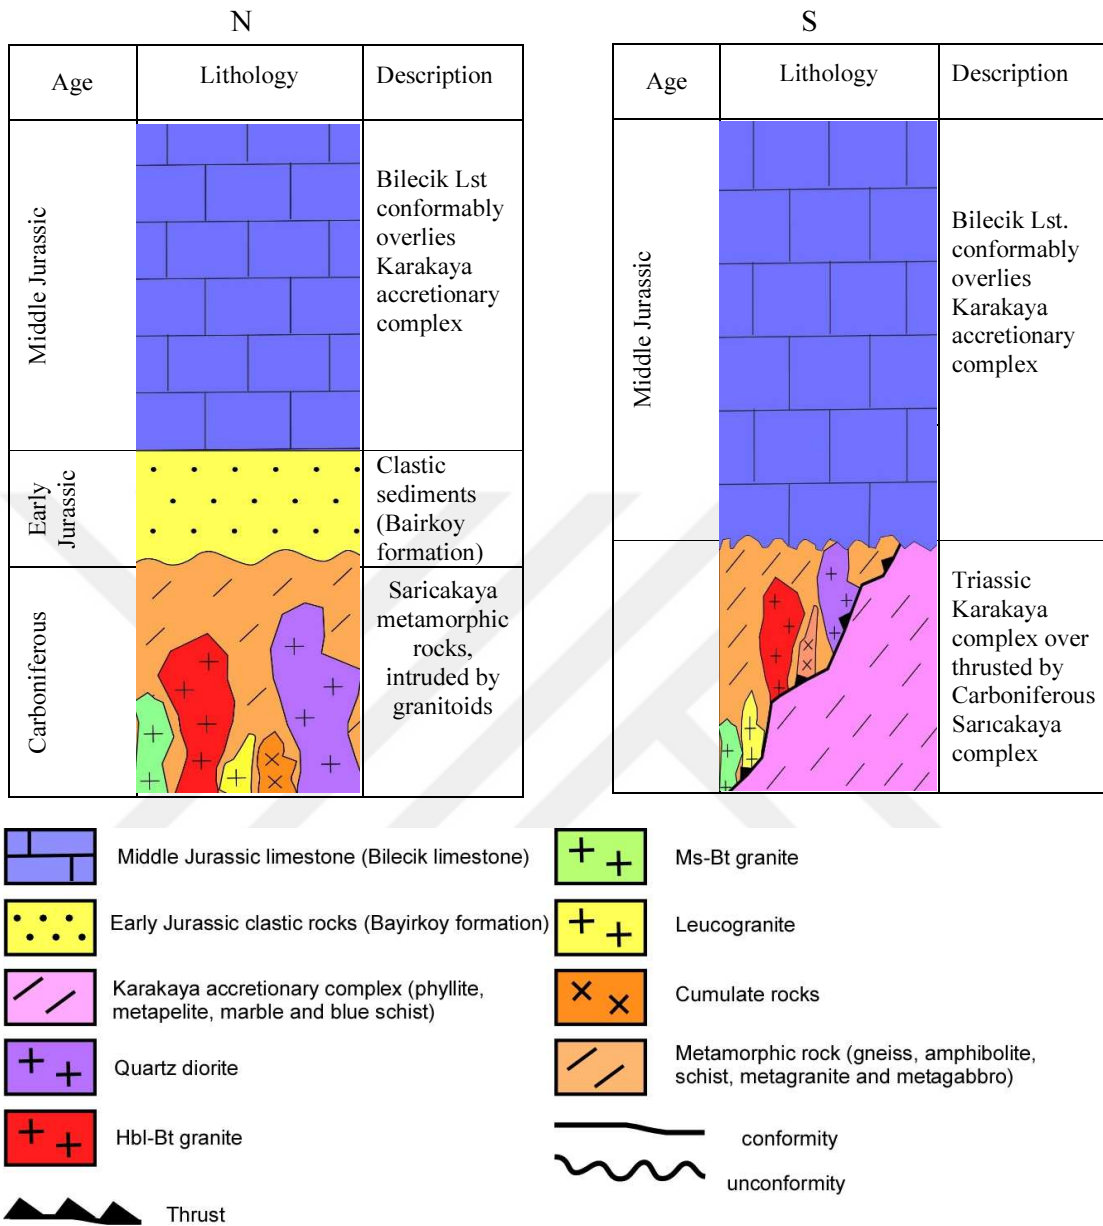 N
Age
Lithology
Description
Middle Jurassic
Bilecik Lst
conformably
overlies
Karakaya
accretionary
complex
Early
Jurassic
Clastic
sediments
(Bairkoy
formation)
Carboniferous
Saricakaya
metamorphic
rocks,
intruded by
granitoids
S
Age
Lithology
Description
Middle Jurassic
Bilecik Lst.
conformably
overlies
Karakaya
accretionary
complex
Triassic
Karakaya
complex over
thrusted by
Carboniferous
Sarıcakaya
complex
Middle Jurassic limestone (Bilecik limestone)
Early Jurassic clastic rocks (Bayirkoy formation)
Karakaya accretionary complex (phyllite,
metapelite, marble and blue schist)
Quartz diorite
Hbl-Bt granite
Thrust
Ms-Bt granite
Leucogranite
Cumulate rocks
Metamorphic rock (gneiss, amphibolite,
schist, metagranite and metagabbro)
conformity
unconformity